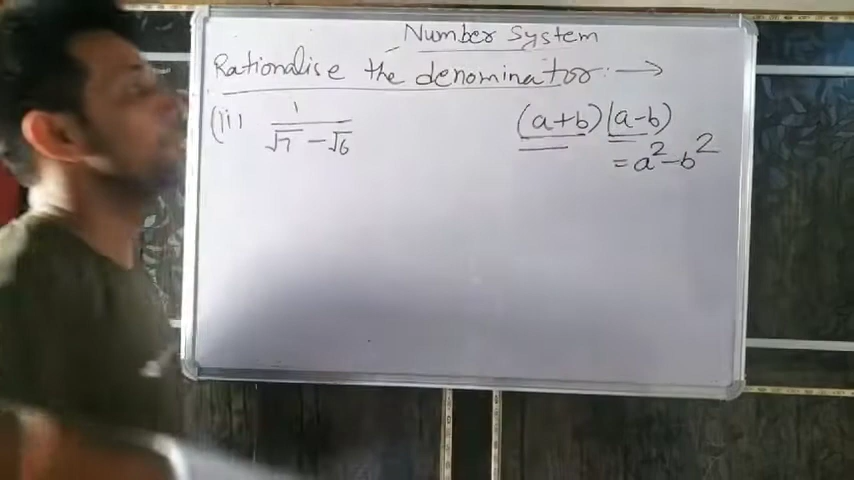 Number System
Rationalise the denominator :→
(ii) 1/(√7 - √6)
(a+b)(a-b)
= a²-b²